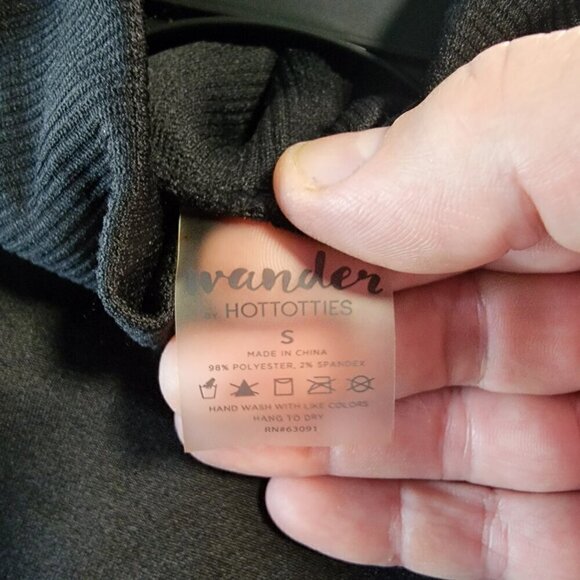 wander
BY HOTTOTTIES
S
MADE IN CHINA
98% POLYESTER, 2% SPANDEX
HAND WASH WITH LIKE COLORS
HANG TO DRY
RN#63091